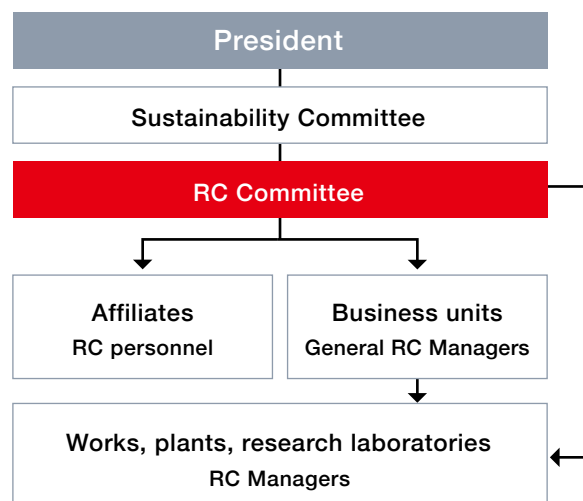 President
Sustainability Committee
RC Committee
Affiliates
RC personnel
Business units
General RC Managers
Works, plants, research laboratories
RC Managers